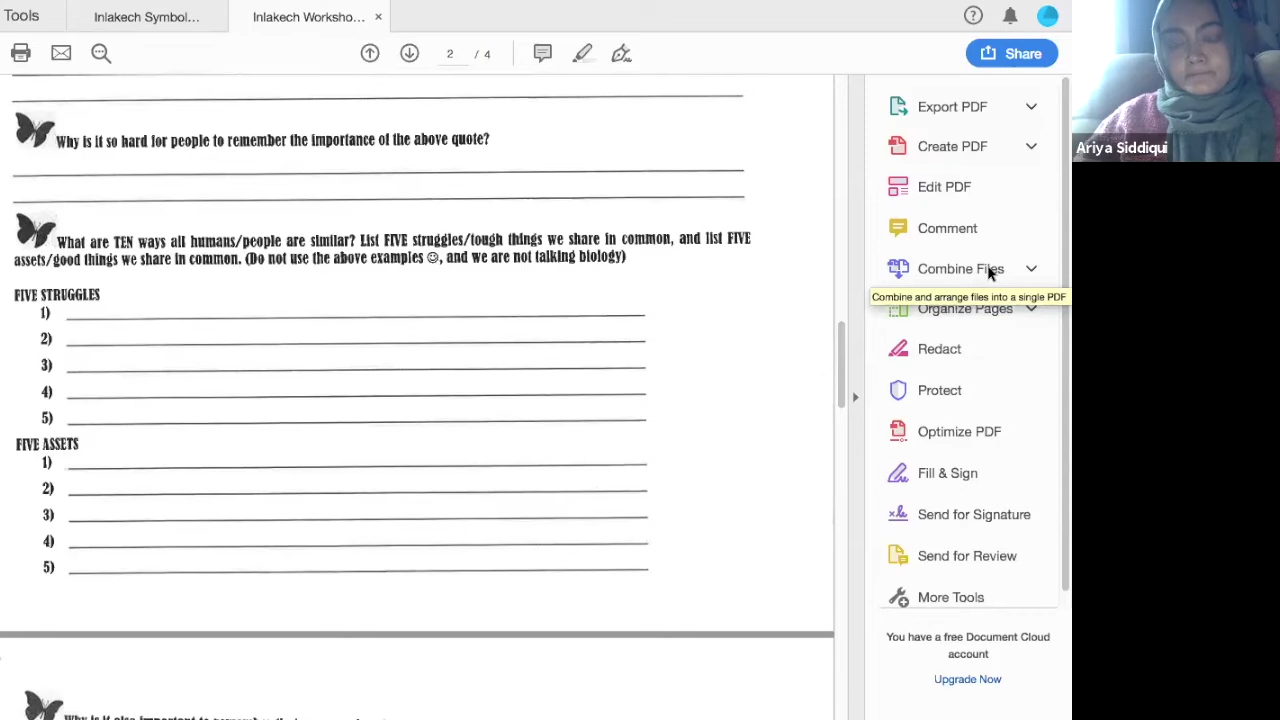 Tools
Inlakech Symbol...
Inlakech Worksho...
×
2 / 4
Share
Why is it so hard for people to remember the importance of the above quote?
What are TEN ways all humans/people are similar? List FIVE struggles/tough things we share in common, and list FIVE
assets/good things we share in common. (Do not use the above examples ☺, and we are not talking biology)
FIVE STRUGGLES
1)
2)
3)
4)
5)
FIVE ASSETS
1)
2)
3)
4)
5)
Export PDF
Create PDF
Edit PDF
Comment
Combine Files
Combine and arrange files into a single PDF
Organize Pages
Redact
Protect
Optimize PDF
Fill & Sign
Send for Signature
Send for Review
More Tools
You have a free Document Cloud
account
Upgrade Now
Ariya Siddiqui